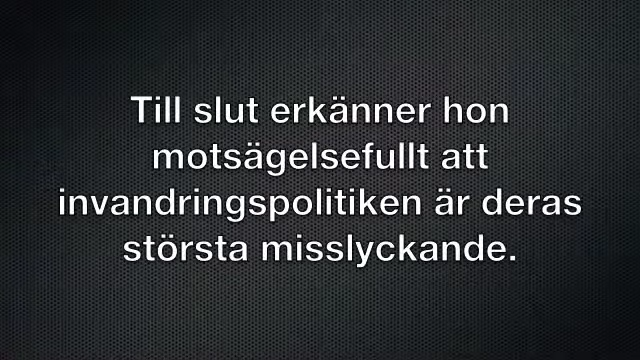 Till slut erkänner hon
motsägelsefullt att
invandringspolitiken är deras
största misslyckande.